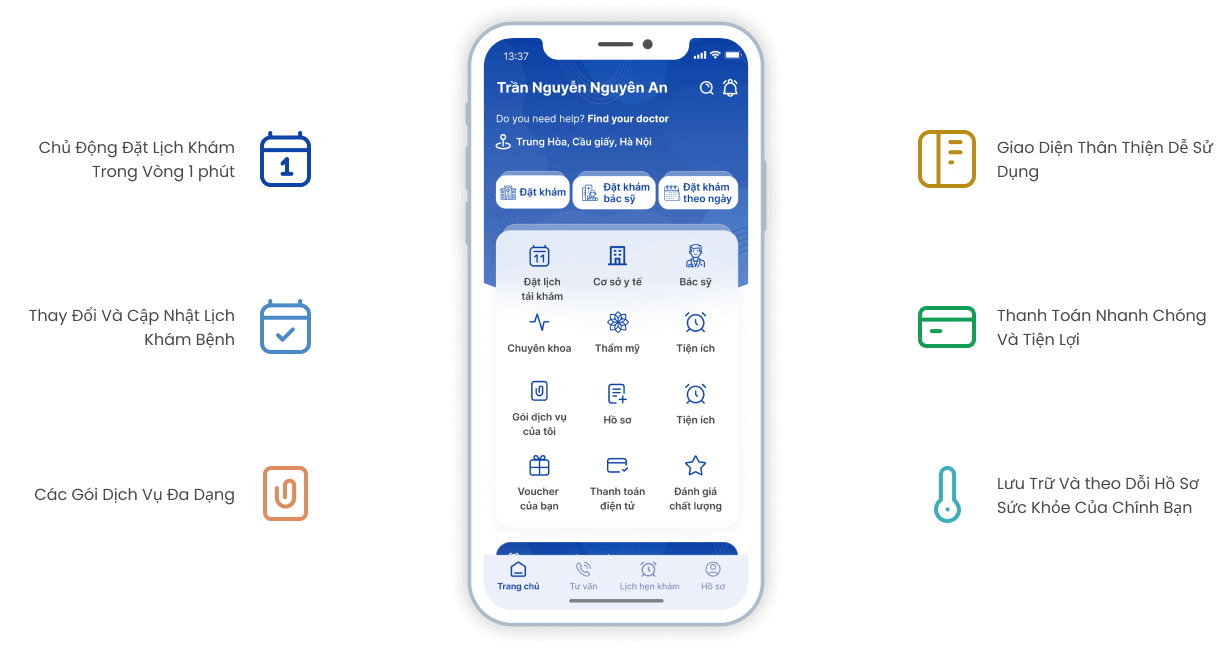 Chủ Động Đặt Lịch Khám
Trong Vòng 1 phút
1
Thay Đổi Và Cập Nhật Lịch
Khám Bệnh
Các Gói Dịch Vụ Đa Dạng
13:37
Trần Nguyễn Nguyên An
Do you need help? Find your doctor
Trung Hòa, Cầu giấy, Hà Nội
Đặt khám
Đặt khám
bác sỹ
Đặt khám
theo ngày
11
Đặt lịch
tái khám
Cơ sở y tế
Bác sỹ
Chuyên khoa
Thẩm mỹ
Tiện ích
Gói dịch vụ
của tôi
Hồ sơ
Tiện ích
Voucher
của bạn
Thanh toán
điện tử
Đánh giá
chất lượng
Trang chủ
Tư vấn
Lịch hẹn khám
Hồ sơ
Giao Diện Thân Thiện Dễ Sử
Dụng
Thanh Toán Nhanh Chóng
Và Tiện Lợi
Lưu Trữ Và theo Dõi Hồ Sơ
Sức Khỏe Của Chính Bạn